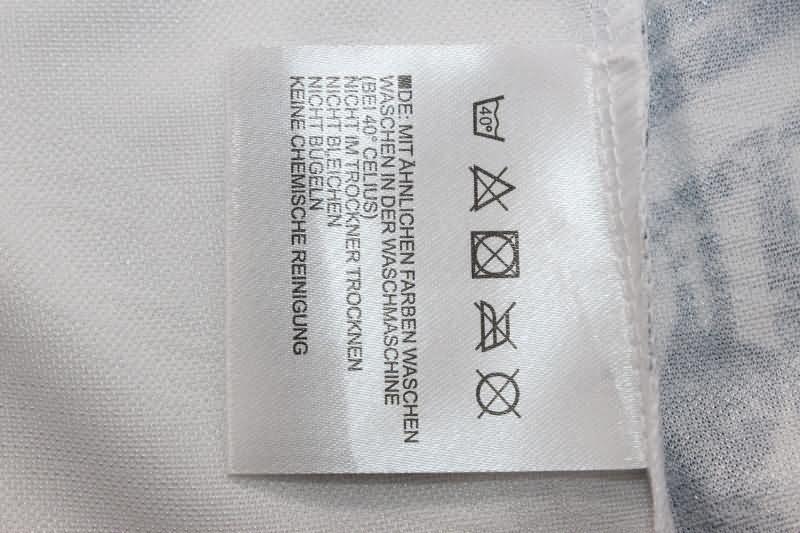 40°
DE: MIT ÄHNLICHEN FARBEN WASCHEN
WASCHEN IN DER WASCHMASCHINE
(BEI 40° CELIUS)
NICHT IM TROCKNER TROCKNEN
NICHT BLEICHEN
NICHT BÜGELN
KEINE CHEMISCHE REINIGUNG